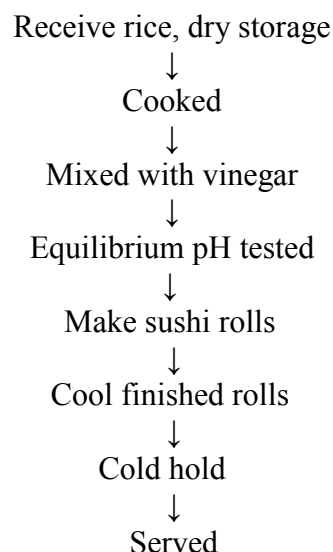 Receive rice, dry storage
↓
Cooked
↓
Mixed with vinegar
↓
Equilibrium pH tested
↓
Make sushi rolls
↓
Cool finished rolls
↓
Cold hold
↓
Served